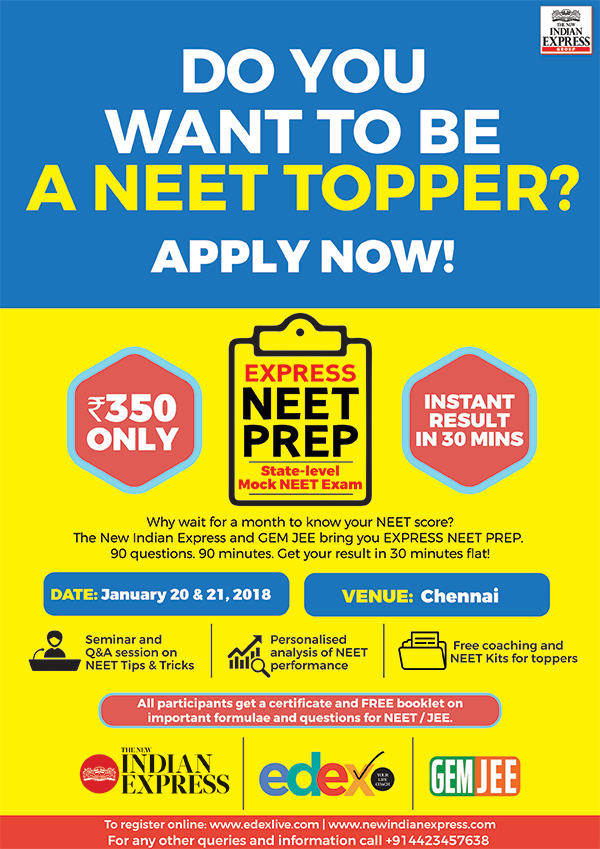 THE NEW
INDIAN
EXPRESS
GROUP
DO YOU
WANT TO BE
A NEET TOPPER?
APPLY NOW!
₹350
ONLY
EXPRESS
NEET
PREP
State-level
Mock NEET Exam
INSTANT
RESULT
IN 30 MINS
Why wait for a month to know your NEET score?
The New Indian Express and GEM JEE bring you EXPRESS NEET PREP.
90 questions. 90 minutes. Get your result in 30 minutes flat!
DATE: January 20 & 21, 2018
VENUE: Chennai
Seminar and
Q&A session on
NEET Tips & Tricks
Personalised
analysis of NEET
performance
Free coaching and
NEET Kits for toppers
All participants get a certificate and FREE booklet on
important formulae and questions for NEET / JEE.
THE NEW
INDIAN
EXPRESS
edex
YOUR
LIFE
COACH
GEM JEE
To register online: www.edexlive.com | www.newindianexpress.com
For any other queries and information call +914423457638